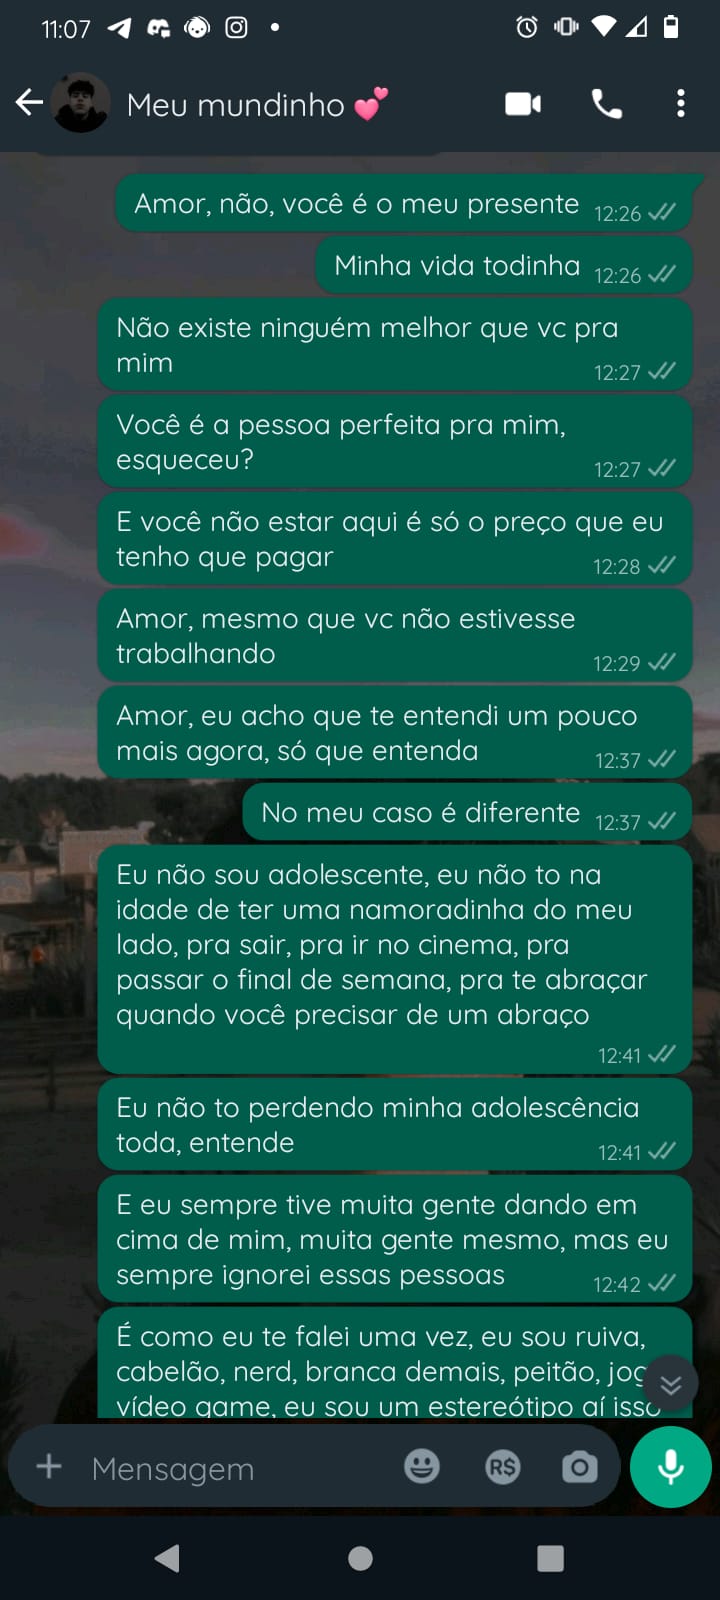 11:07
Meu mundinho 💕
Amor, não, você é o meu presente 12:26
Minha vida todinha 12:26
Não existe ninguém melhor que vc pra
mim 12:27
Você é a pessoa perfeita pra mim,
esqueceu? 12:27
E você não estar aqui é só o preço que eu
tenho que pagar 12:28
Amor, mesmo que vc não estivesse
trabalhando 12:29
Amor, eu acho que te entendi um pouco
mais agora, só que entenda 12:37
No meu caso é diferente 12:37
Eu não sou adolescente, eu não to na
idade de ter uma namoradinha do meu
lado, pra sair, pra ir no cinema, pra
passar o final de semana, pra te abraçar
quando você precisar de um abraço
12:41
Eu não to perdendo minha adolescência
toda, entende 12:41
E eu sempre tive muita gente dando em
cima de mim, muita gente mesmo, mas eu
sempre ignorei essas pessoas 12:42
É como eu te falei uma vez, eu sou ruiva,
cabelão, nerd, branca demais, peitão,
vídeo game, eu sou um estereótipo aí isso
Mensagem
R$